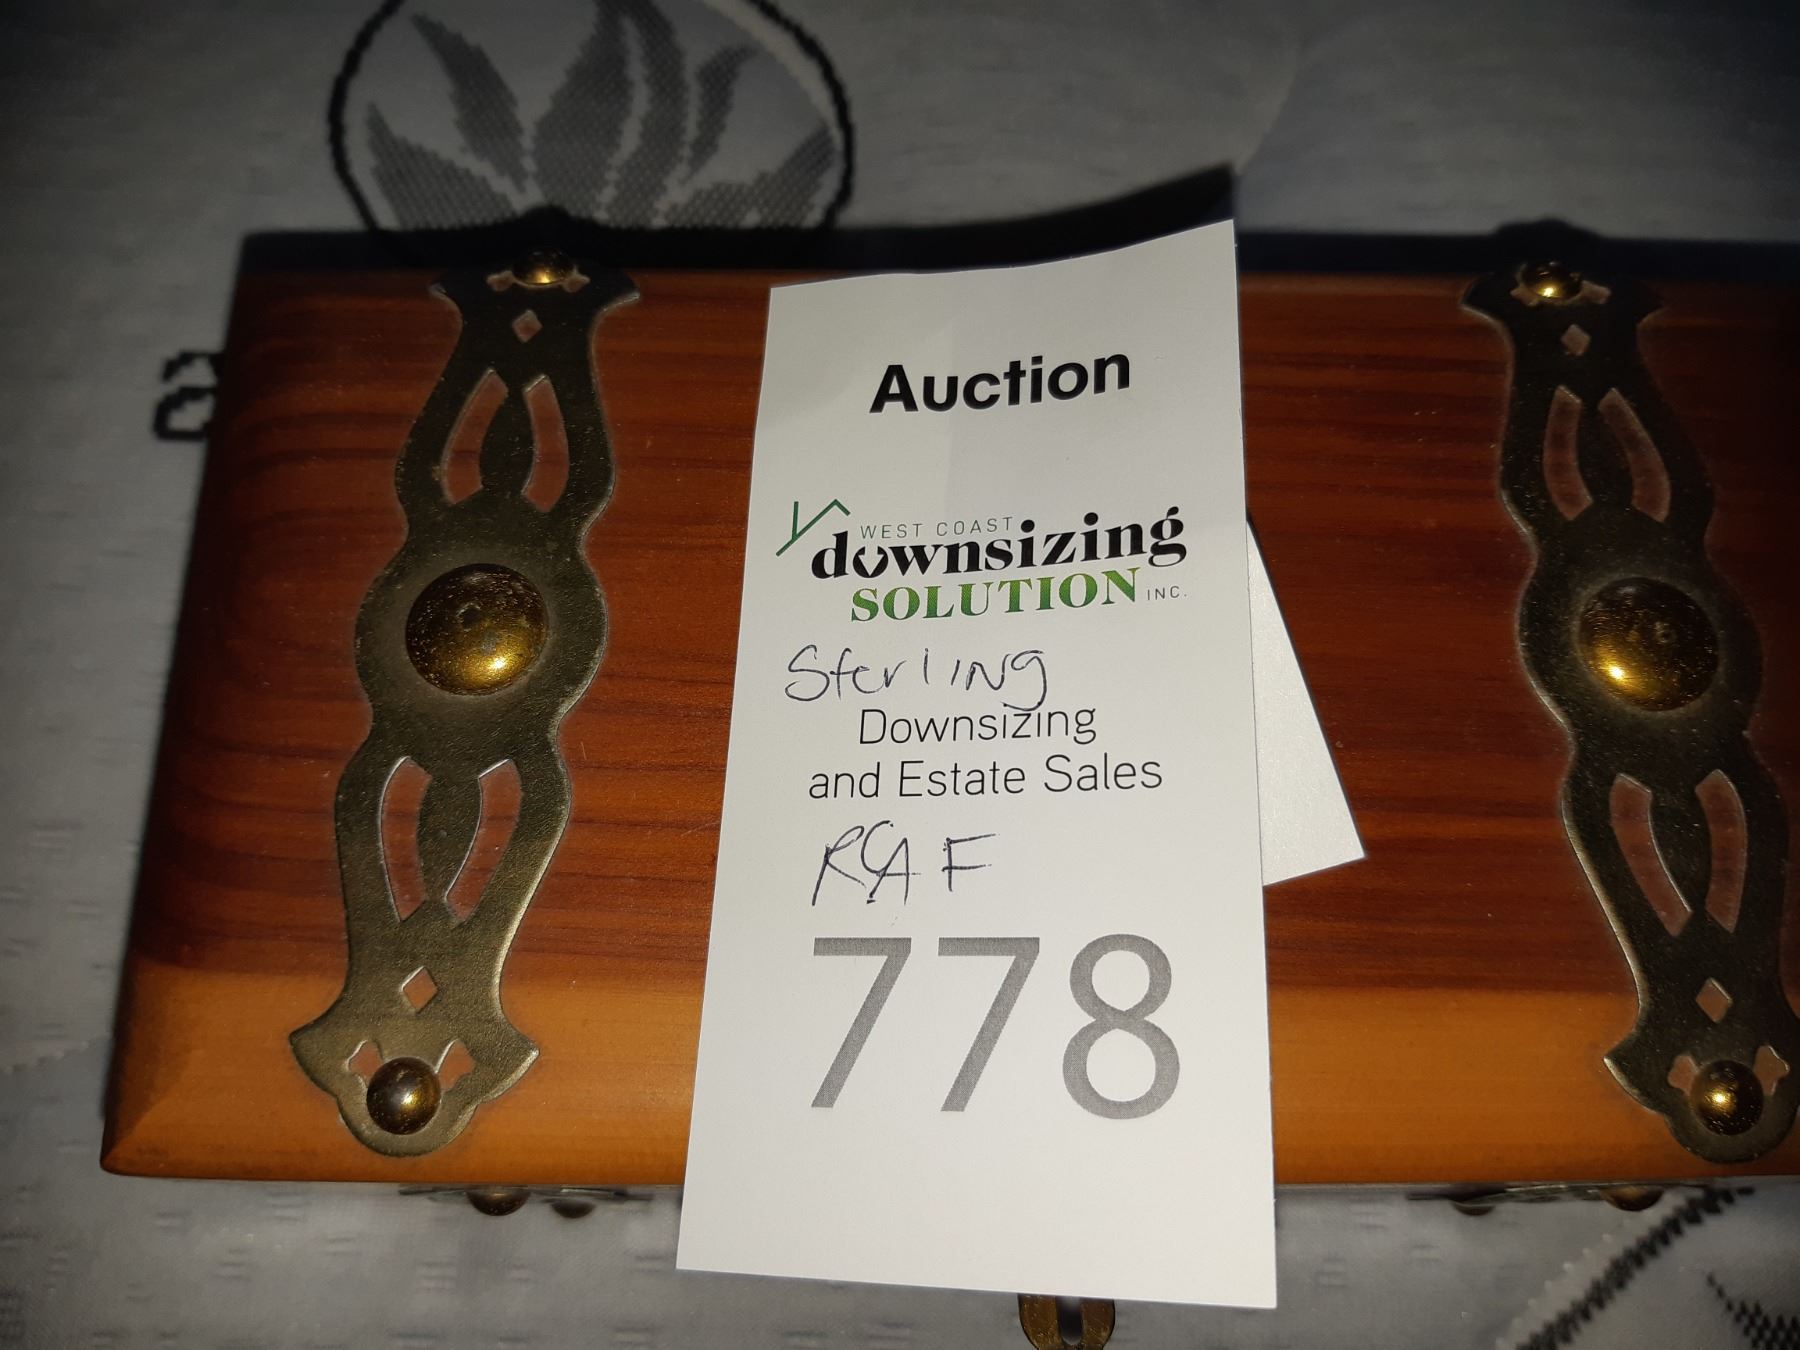 Auction
WEST COAST
downsizing
SOLUTION INC.
Sterling
Downsizing
and Estate Sales
RCAF
778